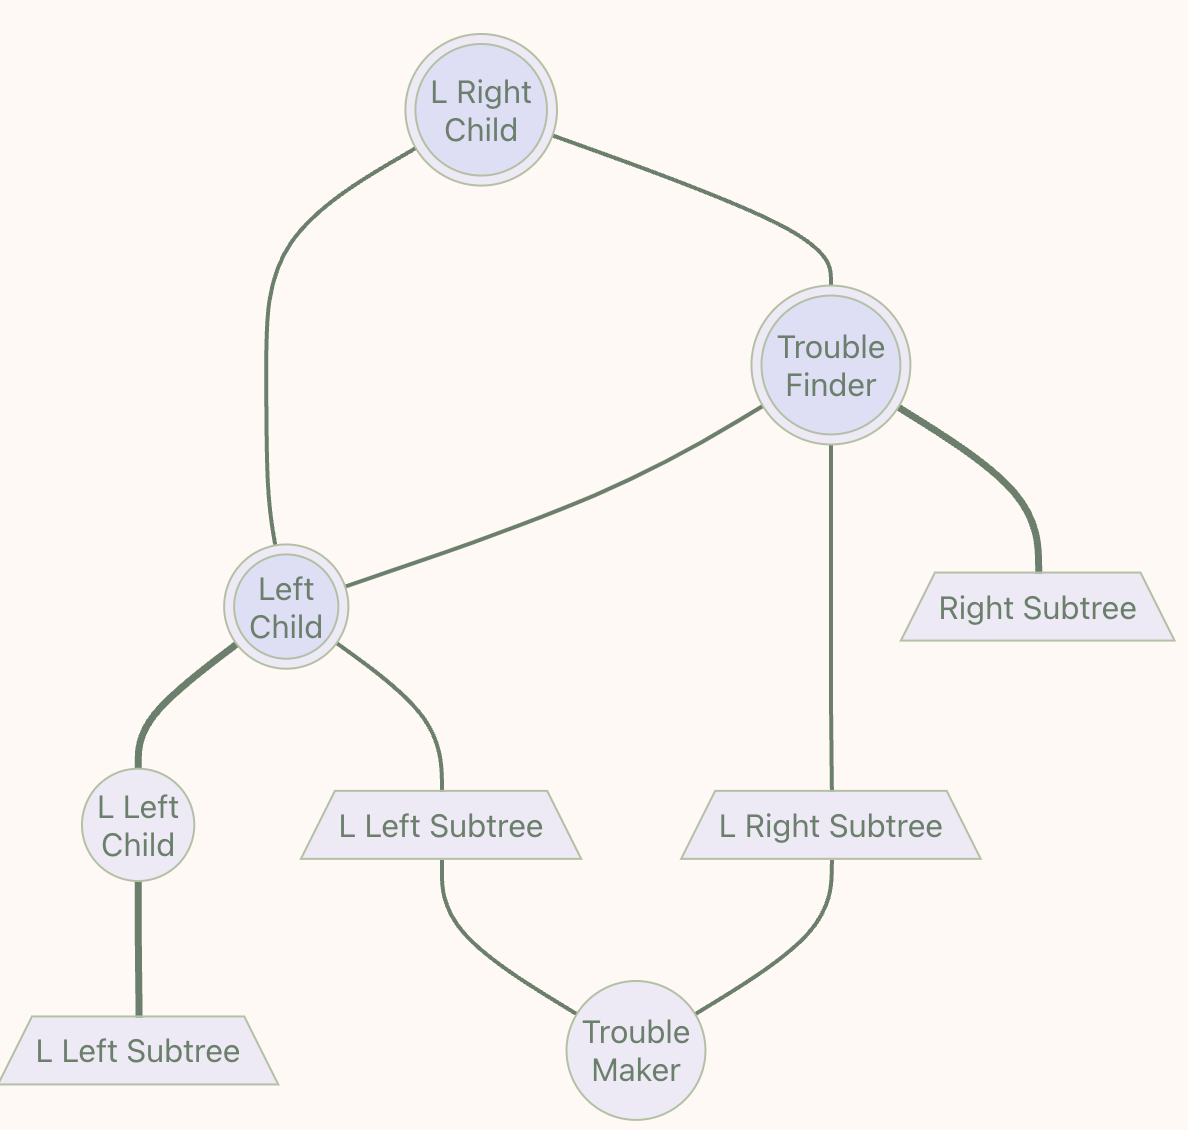 L Right
Child
Trouble
Finder
Left
Child
Right Subtree
L Left
Child
L Left Subtree
L Right Subtree
Trouble
Maker
L Left Subtree